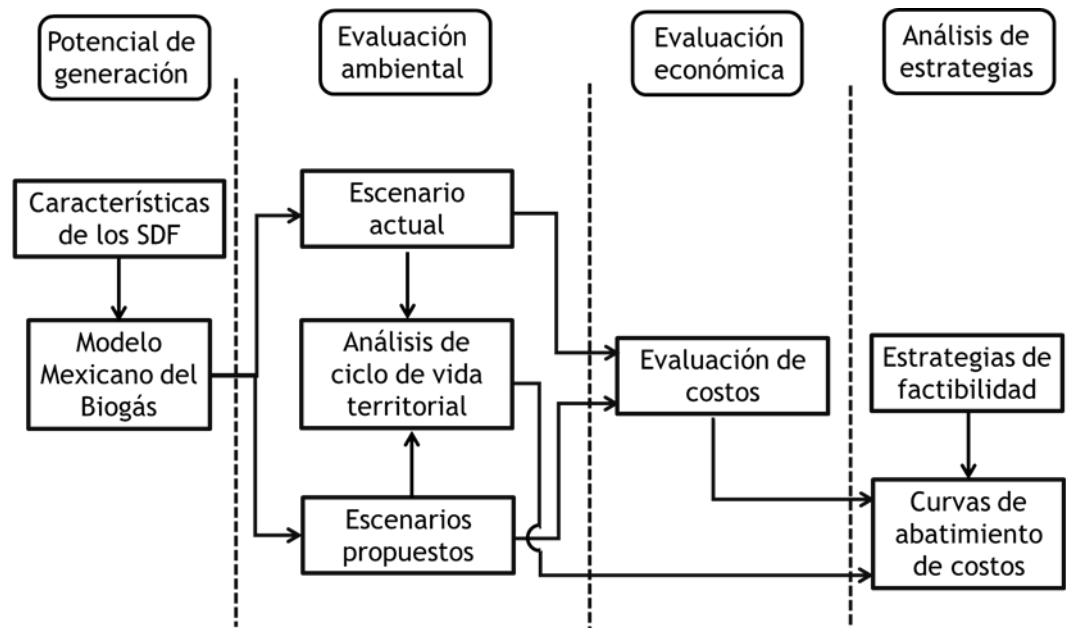 Potencial de
generación
Evaluación
ambiental
Evaluación
económica
Análisis de
estrategias
Características
de los SDF
Modelo
Mexicano del
Biogás
Escenario
actual
Análisis de
ciclo de vida
territorial
Escenarios
propuestos
Evaluación de
costos
Estrategias de
factibilidad
Curvas de
abatimiento
de costos